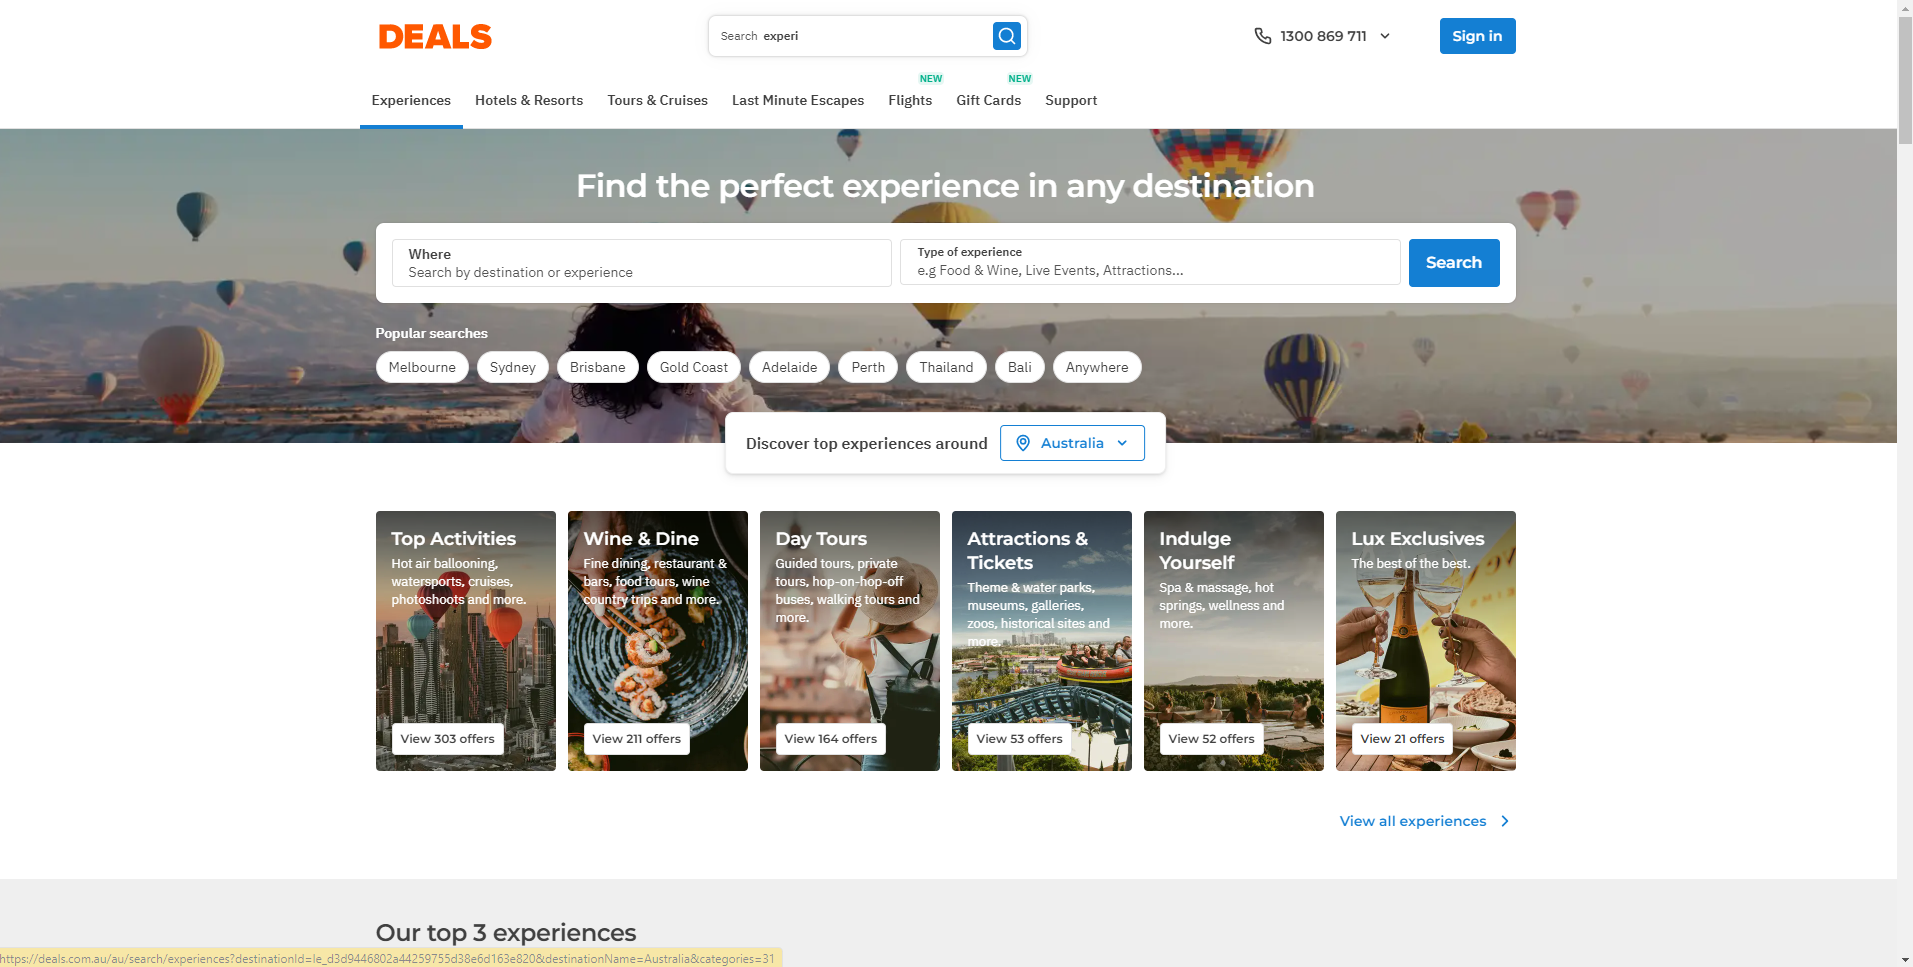 DEALS
Search experi
1300 869 711
Sign in
NEW NEW
Experiences Hotels & Resorts Tours & Cruises Last Minute Escapes Flights Gift Cards Support
Find the perfect experience in any destination
Where
Search by destination or experience
Type of experience
e.g Food & Wine, Live Events, Attractions...
Search
Popular searches
Melbourne Sydney Brisbane Gold Coast Adelaide Perth Thailand Bali Anywhere
Discover top experiences around Australia
Top Activities
Hot air ballooning,
watersports, cruises,
photoshoots and more.
View 303 offers
Wine & Dine
Fine dining, restaurant &
bars, food tours, wine
country trips and more.
View 211 offers
Day Tours
Guided tours, private
tours, hop-on-hop-off
buses, walking tours and
more.
View 164 offers
Attractions &
Tickets
Theme & water parks,
museums, galleries,
zoos, historical sites and
more.
View 53 offers
Indulge
Yourself
Spa & massage, hot
springs, wellness and
more.
View 52 offers
Lux Exclusives
The best of the best.
View 21 offers
View all experiences
Our top 3 experiences
https://deals.com.au/au/search/experiences?destinationId=le_d3d9446802a44259755d38e6d163e820&destinationName=Australia&categories=31